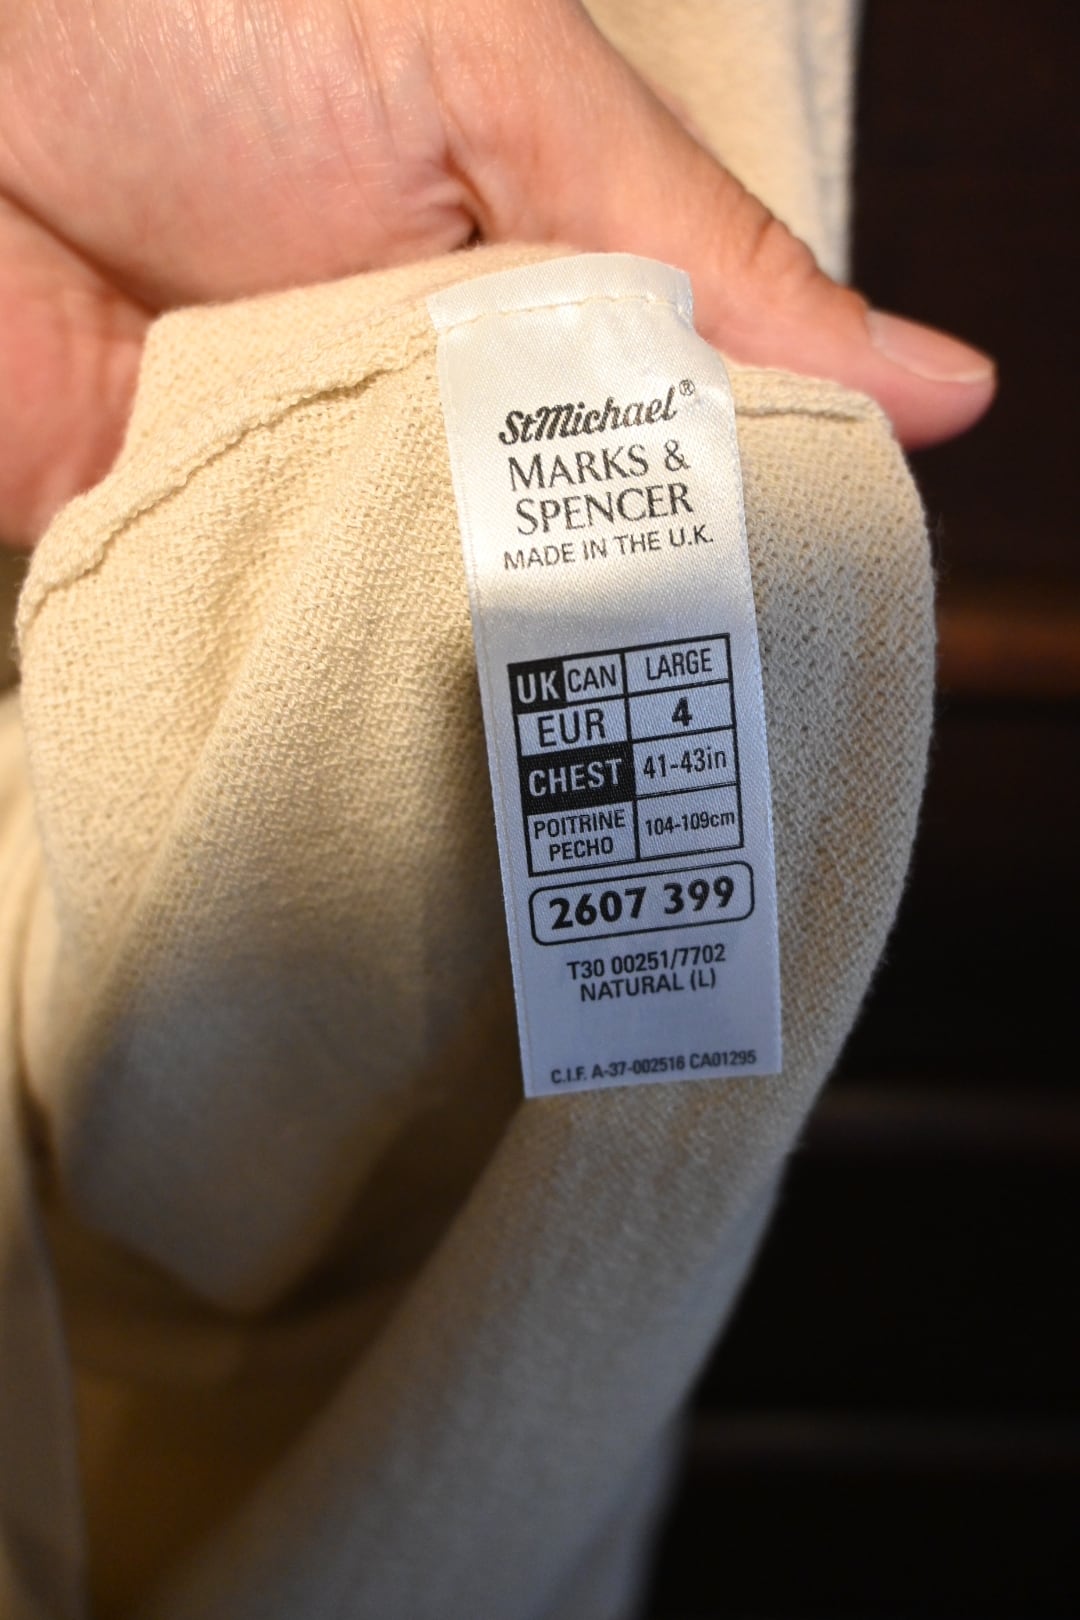 StMichael®
MARKS &
SPENCER
MADE IN THE U.K.
UK CAN LARGE
EUR 4
CHEST 41-43in
POITRINE
PECHO 104-109cm
2607 399
T30 00251/7702
NATURAL (L)
C.I.F. A-37-002516 CA01295